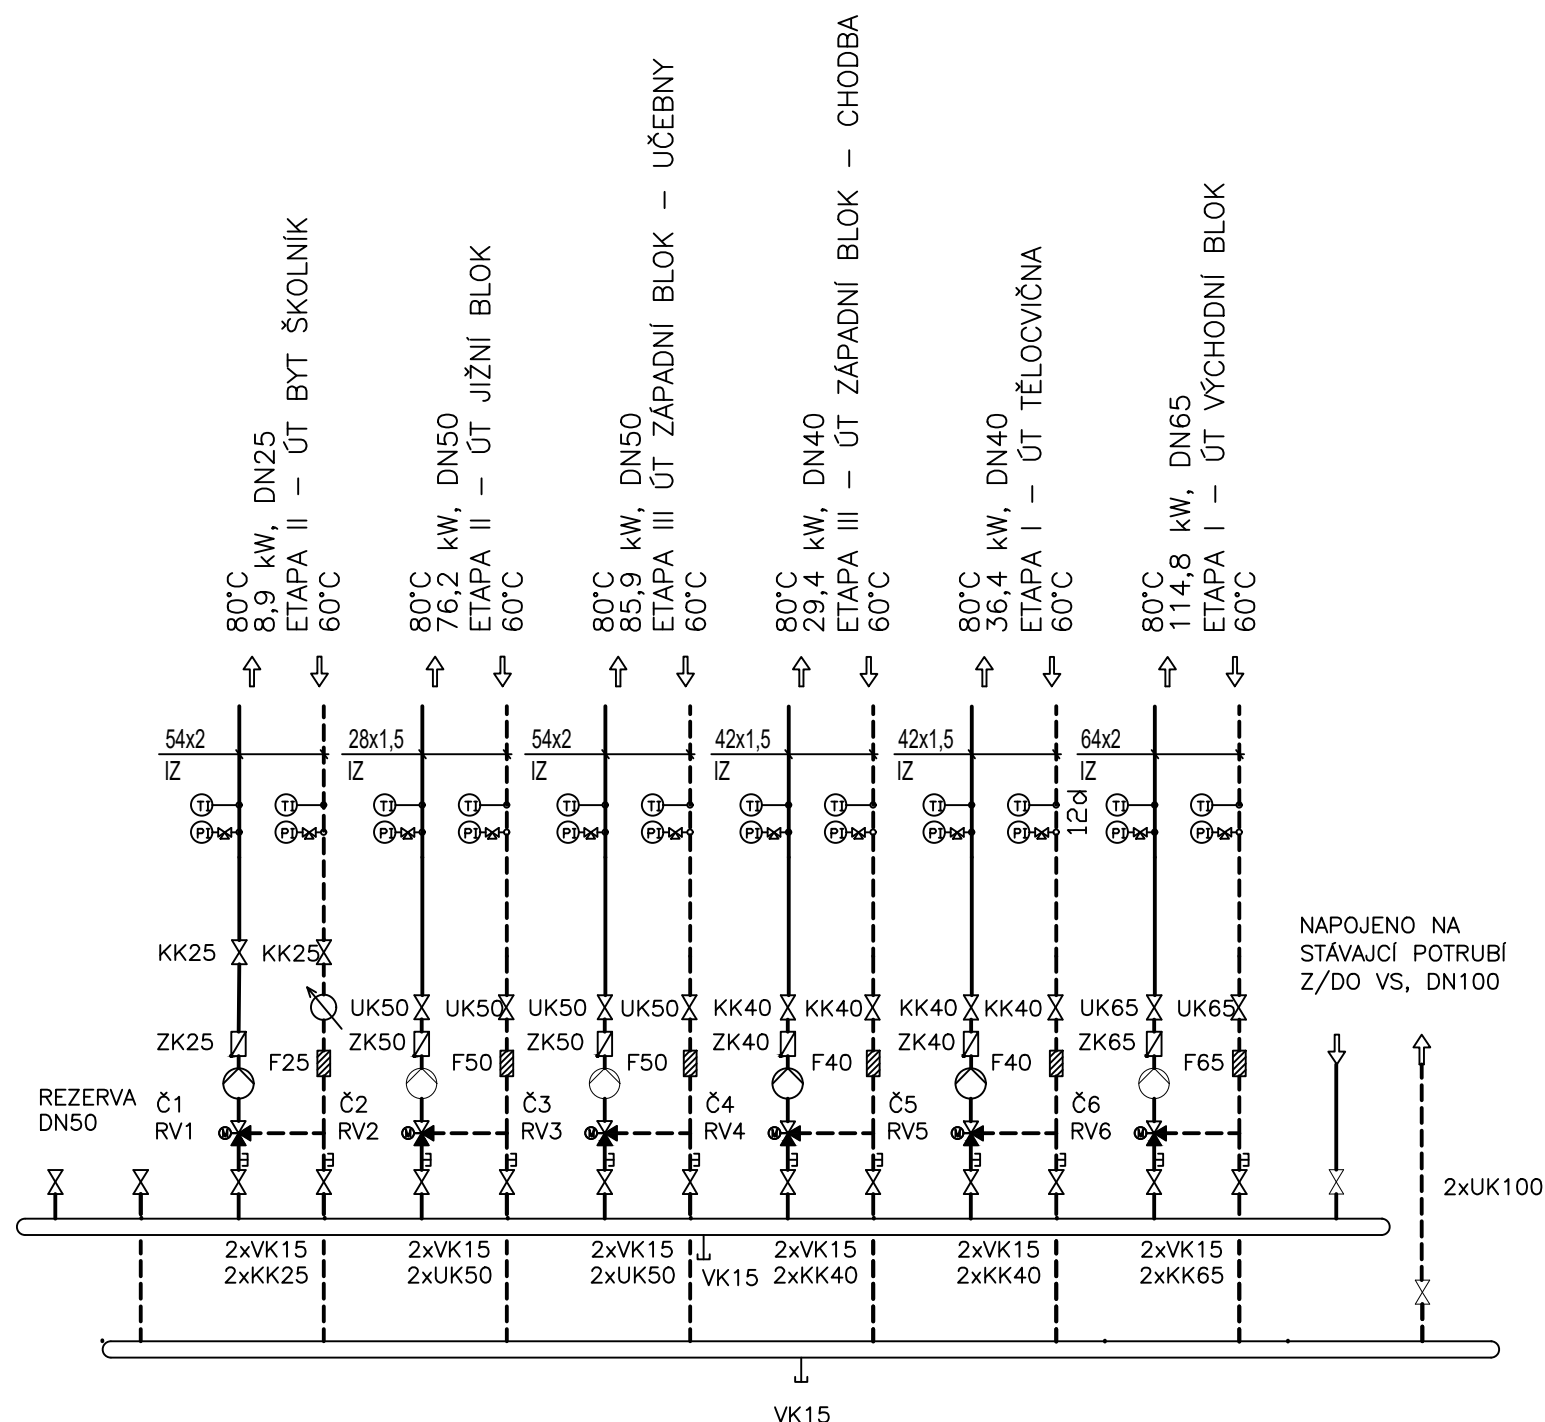 80°C
8,9 kW, DN25
ETAPA II – ÚT BYT ŠKOLNÍK
60°C
80°C
76,2 kW, DN50
ETAPA II – ÚT JIŽNÍ BLOK
60°C
80°C
85,9 kW, DN50
ETAPA III ÚT ZÁPADNÍ BLOK – UČEBNY
60°C
80°C
29,4 kW, DN40
ETAPA III – ÚT ZÁPADNÍ BLOK – CHODBA
60°C
80°C
36,4 kW, DN40
ETAPA I – ÚT TĚLOCVIČNA
60°C
80°C
114,8 kW, DN65
ETAPA I – ÚT VÝCHODNÍ BLOK
60°C
54x2
IZ
28x1,5
IZ
54x2
IZ
42x1,5
IZ
42x1,5
IZ
64x2
IZ
TI TI TI TI TI TI TI TI TI TI TI TI
PI PI PI PI PI PI PI PI PI PI PI PI
12d
NAPOJENO NA
STÁVAJCÍ POTRUBÍ
Z/DO VS, DN100
KK25 KK25
UK50 UK50 UK50 UK50 KK40 KK40 KK40 KK40 UK65 UK65
ZK25 ZK50 ZK50 ZK40 ZK40 ZK65
F25 F50 F50 F40 F40 F65
REZERVA
DN50
Č1
RV1
Č2
RV2
Č3
RV3
Č4
RV4
Č5
RV5
Č6
RV6
M M M M M M
2xUK100
2xVK15
2xKK25
2xVK15
2xUK50
2xVK15
2xUK50
VK15
2xVK15
2xKK40
2xVK15
2xKK40
2xVK15
2xKK65
VK15